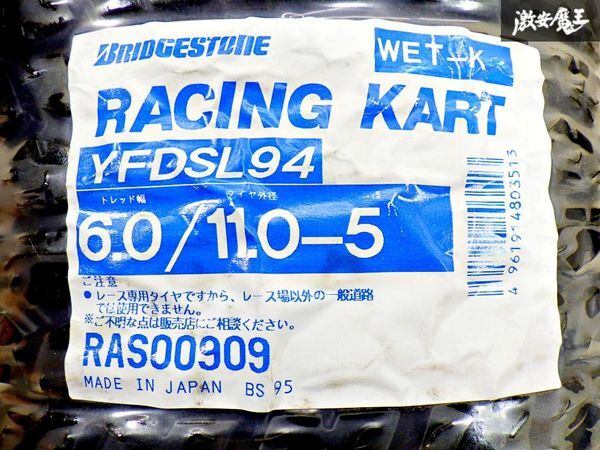 激安魔王
BRIDGESTONE
WET-K
RACING KART
YFDSL94
トレッド幅 タイヤ外径
6.0/11.0-5
ご注意
●レース専用タイヤですから、レース場以外の一般道路
では使用できません。
※ご不明な点は販売店にご相談ください。
RAS00909
MADE IN JAPAN BS 95
4961914803513